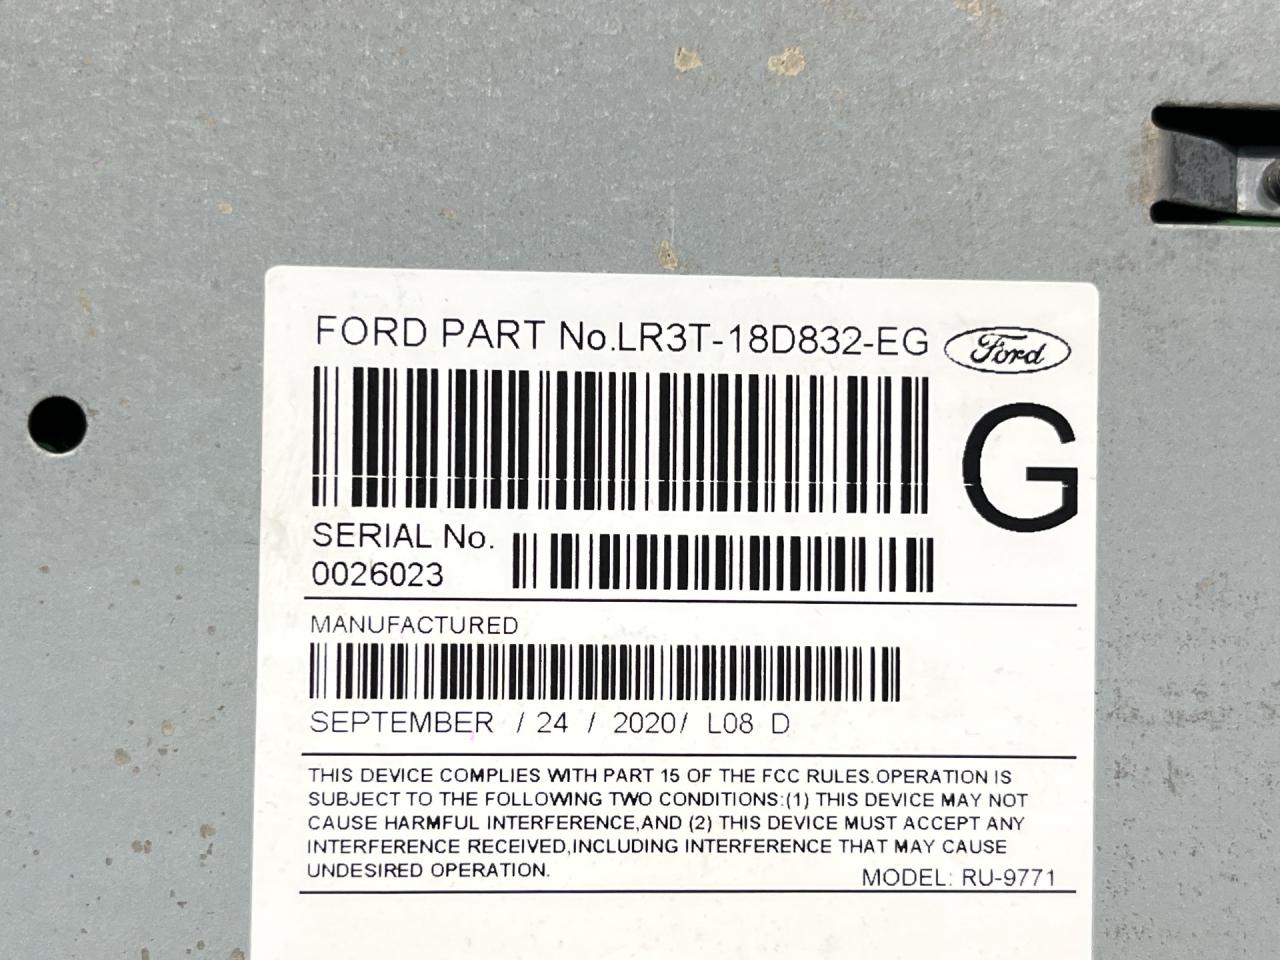 FORD PART No.LR3T-18D832-EG
Ford
G
SERIAL No.
0026023
MANUFACTURED
SEPTEMBER / 24 / 2020/ L08 D
THIS DEVICE COMPLIES WITH PART 15 OF THE FCC RULES.OPERATION IS
SUBJECT TO THE FOLLOWING TWO CONDITIONS:(1) THIS DEVICE MAY NOT
CAUSE HARMFUL INTERFERENCE,AND (2) THIS DEVICE MUST ACCEPT ANY
INTERFERENCE RECEIVED,INCLUDING INTERFERENCE THAT MAY CAUSE
UNDESIRED OPERATION.
MODEL: RU-9771